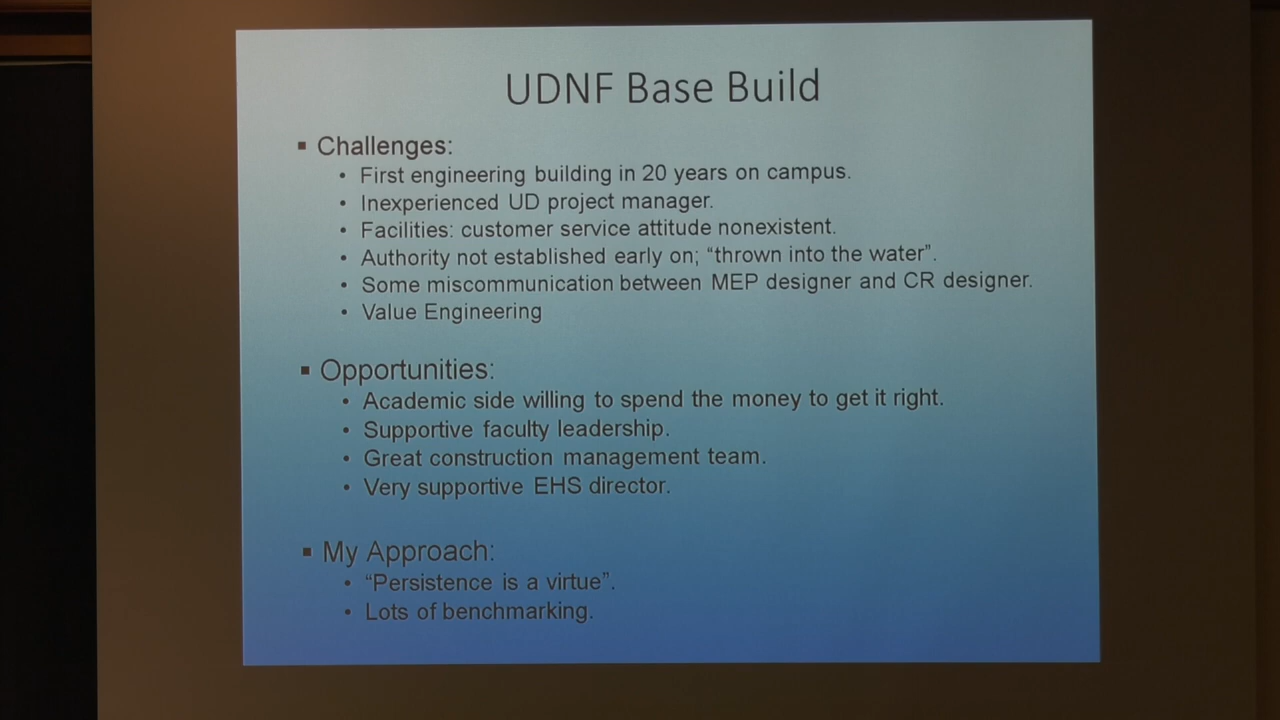 UDNF Base Build
▪ Challenges:
• First engineering building in 20 years on campus.
• Inexperienced UD project manager.
• Facilities: customer service attitude nonexistent.
• Authority not established early on; “thrown into the water”.
• Some miscommunication between MEP designer and CR designer.
• Value Engineering
▪ Opportunities:
• Academic side willing to spend the money to get it right.
• Supportive faculty leadership.
• Great construction management team.
• Very supportive EHS director.
▪ My Approach:
• “Persistence is a virtue”.
• Lots of benchmarking.